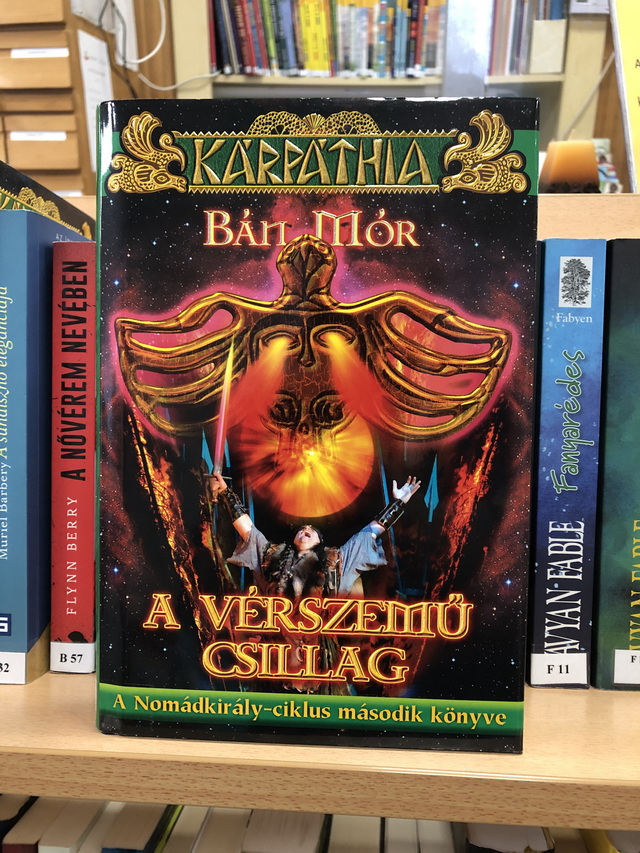 KÁRPÁTHIA
BÁN MÓR
A VÉRSZEMŰ
CSILLAG
A Nomádkirály-ciklus második könyve
Muriel Barbery A sündisznó eleganciája
32
FLYNN BERRY A NŐVÉREM NEVÉBEN
B 57
Fabyen
AVYAN FABLE Fanyarédes
F 11
F